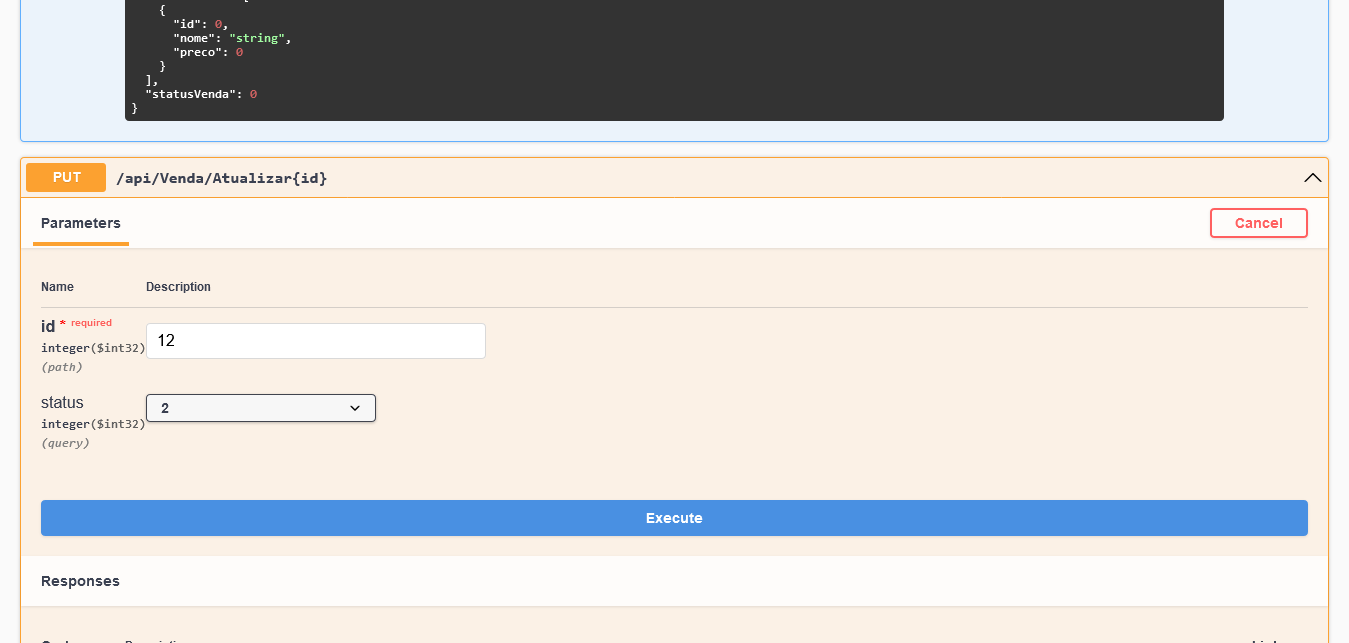 {
"id": 0,
"nome": "string",
"preco": 0
}
],
"statusVenda": 0
}
PUT /api/Venda/Atualizar{id}
Parameters Cancel
Name Description
id * required
integer($int32)
(path)
12
status
integer($int32)
(query)
2
Execute
Responses